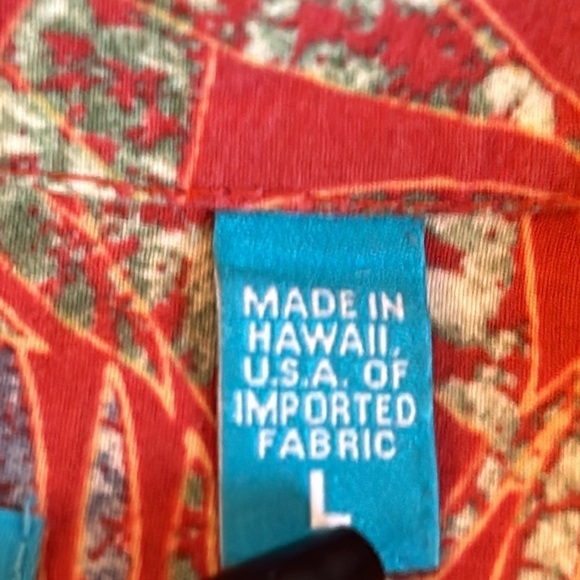 MADE IN
HAWAII,
U.S.A. OF
IMPORTED
FABRIC
L